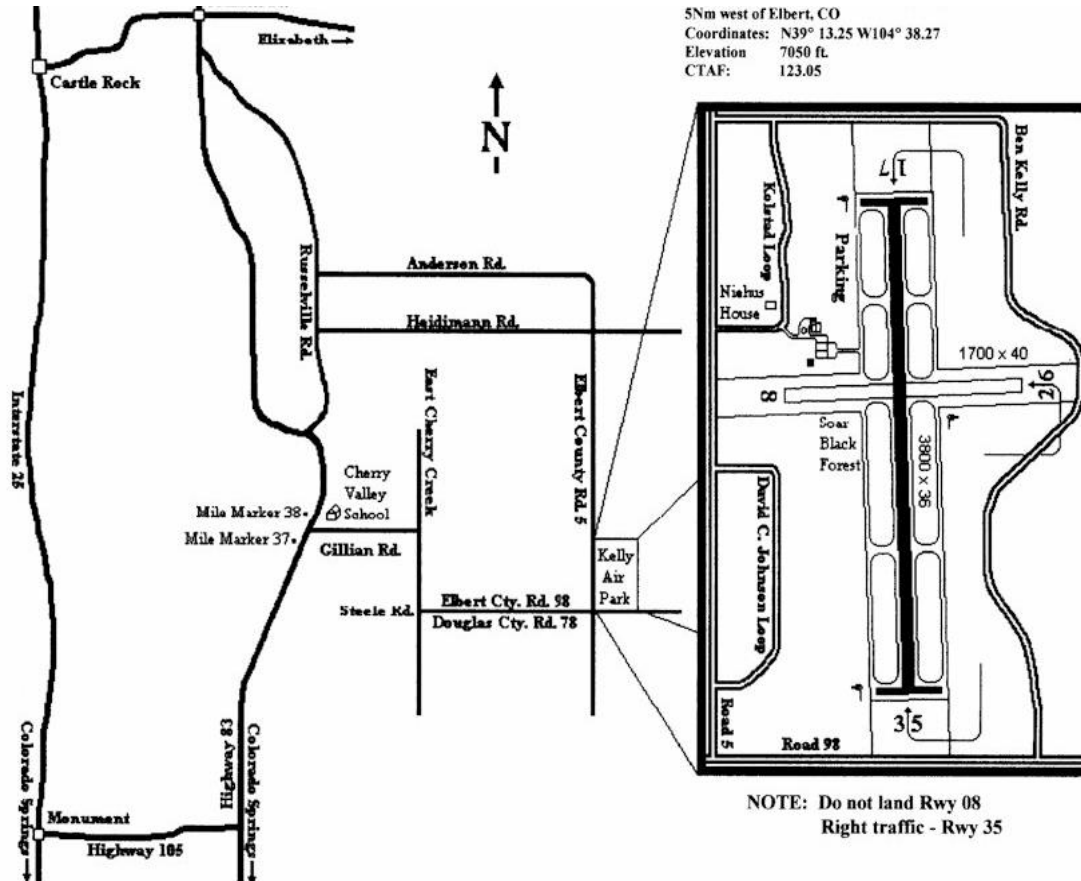 5Nm west of Elbert, CO
Coordinates: N39° 13.25 W104° 38.27
Elevation 7050 ft.
CTAF: 123.05
Elizabeth
Castle Rock
N
Russelville Rd.
Anderson Rd.
Heidimann Rd.
Interstate 25
East Cherry Creek
Elbert County Rd. 5
Cherry
Valley
School
Mile Marker 38
Mile Marker 37
Gillian Rd.
Kelly
Air
Park
Steele Rd.
Elbert Cty. Rd. 98
Douglas Cty. Rd. 78
Colorado Springs
Highway 83
Colorado Springs
Monument
Highway 105
17
Ben Kelly Rd.
Kolstad Loop
Parking
Niehus
House
1700 x 40
26
8
Soar
Black
Forest
3800 x 36
David C. Johnson Loop
Road 5
35
Road 98
NOTE: Do not land Rwy 08
Right traffic - Rwy 35